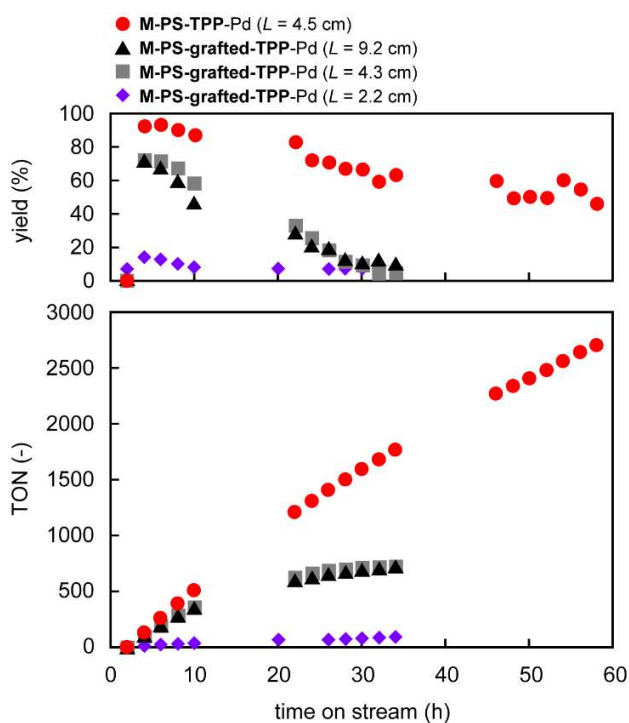 M-PS-TPP-Pd (L = 4.5 cm)
M-PS-grafted-TPP-Pd (L = 9.2 cm)
M-PS-grafted-TPP-Pd (L = 4.3 cm)
M-PS-grafted-TPP-Pd (L = 2.2 cm)
100
80
60
40
20
0
yield (%)
3000
2500
2000
1500
1000
500
0
TON (-)
0 10 20 30 40 50 60
time on stream (h)